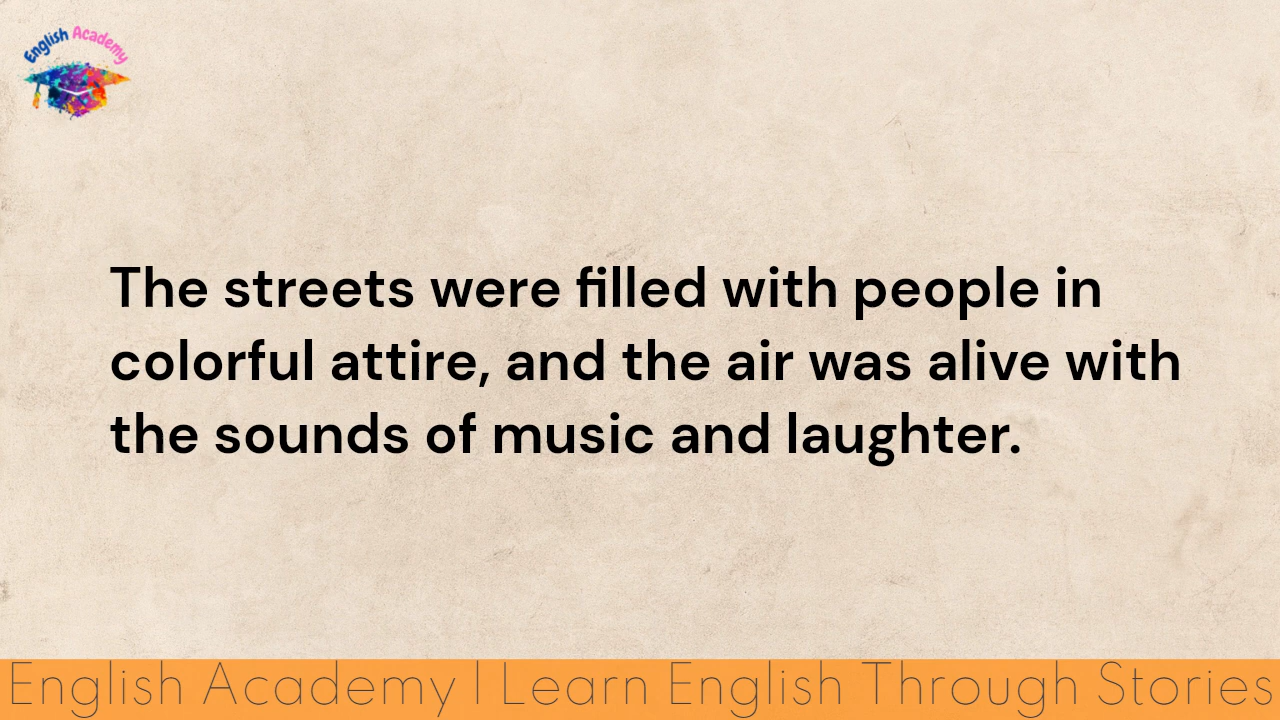 English Academy
The streets were filled with people in
colorful attire, and the air was alive with
the sounds of music and laughter.
English Academy | Learn English Through Stories